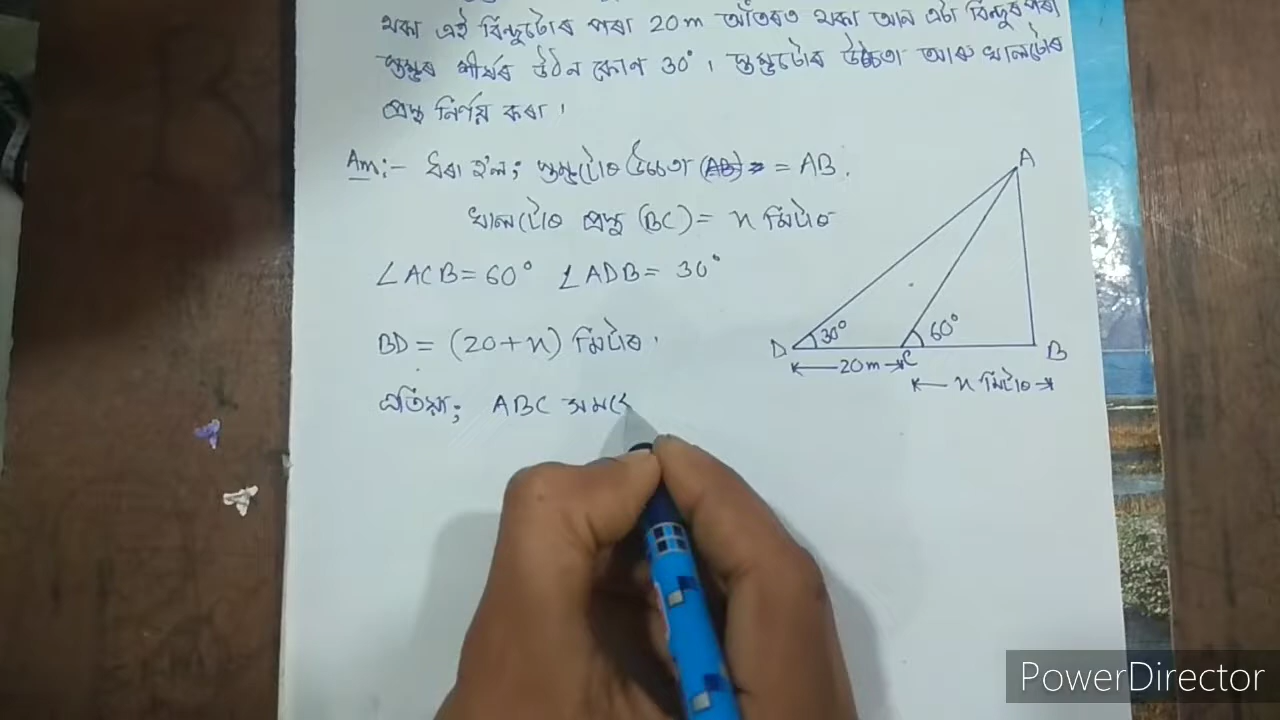 থকা এই বিন্দুটোৰ পৰা 20m আঁতৰত থকা আন এটা বিন্দুৰপৰা
স্তম্ভৰ শীৰ্ষৰ উঠন কোণ 30°। স্তম্ভটোৰ উচ্চতা আৰু খালটোৰ
প্ৰস্থ নিৰ্ণয় কৰা।
Ans:- ধৰা হ'ল; স্তম্ভটোৰ উচ্চতা (AB) = = AB.
খালটোৰ প্ৰস্থ (BC) = x মিটাৰ
∠ACB = 60° ∠ADB = 30°
BD = (20+x) মিটাৰ।
এতিয়া; ABC সমকে
A
30°
60°
D
C
B
20m
x মিটাৰ
PowerDirector